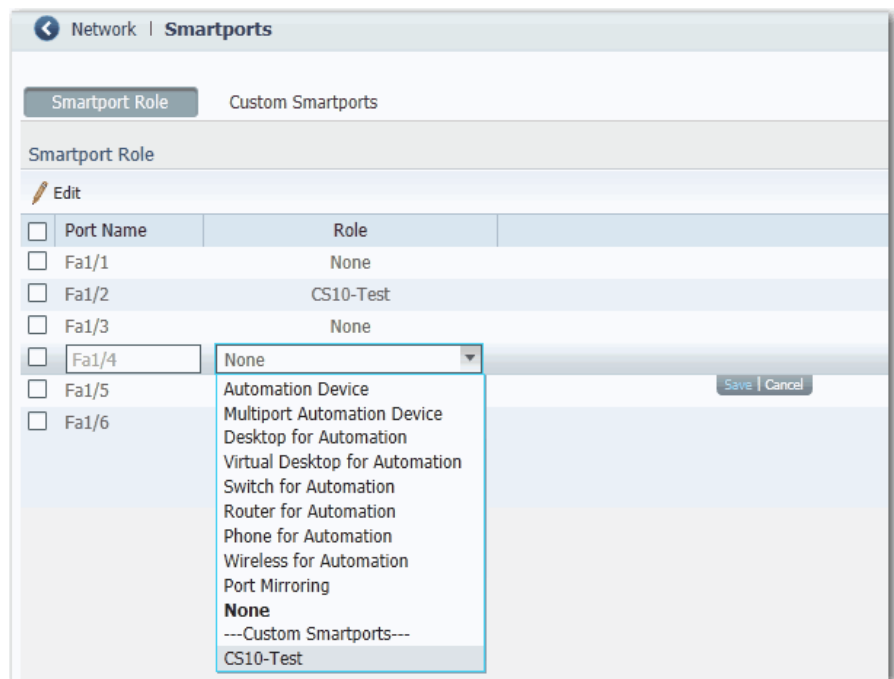 Network | Smartports
Smartport Role Custom Smartports
Smartport Role
Edit
Port Name Role
Fa1/1 None
Fa1/2 CS10-Test
Fa1/3 None
Fa1/4 None
Fa1/5
Save | Cancel
Fa1/6
Automation Device
Multiport Automation Device
Desktop for Automation
Virtual Desktop for Automation
Switch for Automation
Router for Automation
Phone for Automation
Wireless for Automation
Port Mirroring
None
---Custom Smartports---
CS10-Test